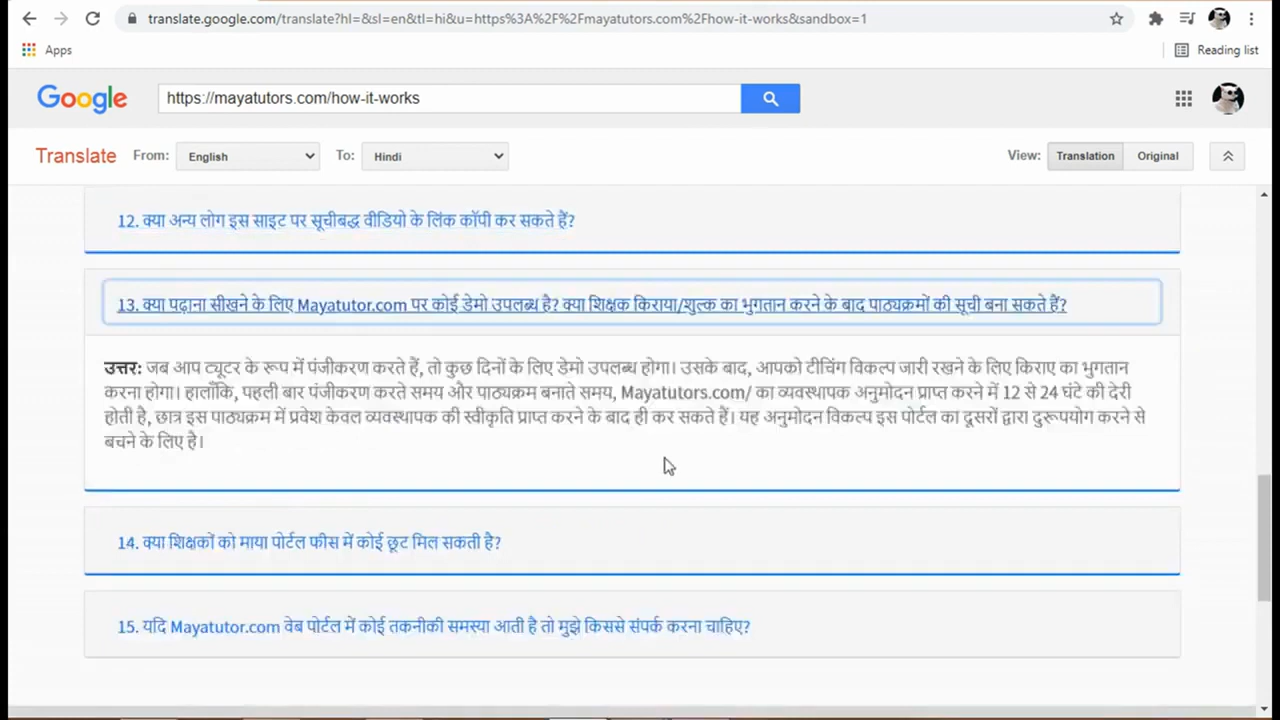 translate.google.com/translate?hl=&sl=en&tl=hi&u=https%3A%2F%2Fmayatutors.com%2Fhow-it-works&sandbox=1
Apps
Reading list
Google
https://mayatutors.com/how-it-works
Translate From: English To: Hindi View: Translation Original
12. क्या अन्य लोग इस साइट पर सूचीबद्ध वीडियो के लिंक कॉपी कर सकते हैं?
13. क्या पढ़ाना सीखने के लिए Mayatutor.com पर कोई डेमो उपलब्ध है? क्या शिक्षक किराया/शुल्क का भुगतान करने के बाद पाठ्यक्रमों की सूची बना सकते हैं?
उत्तर: जब आप ट्यूटर के रूप में पंजीकरण करते हैं, तो कुछ दिनों के लिए डेमो उपलब्ध होगा। उसके बाद, आपको टीचिंग विकल्प जारी रखने के लिए किराए का भुगतान
करना होगा। हालाँकि, पहली बार पंजीकरण करते समय और पाठ्यक्रम बनाते समय, Mayatutors.com/ का व्यवस्थापक अनुमोदन प्राप्त करने में 12 से 24 घंटे की देरी
होती है, छात्र इस पाठ्यक्रम में प्रवेश केवल व्यवस्थापक की स्वीकृति प्राप्त करने के बाद ही कर सकते हैं। यह अनुमोदन विकल्प इस पोर्टल का दूसरों द्वारा दुरूपयोग करने से
बचने के लिए है।
14. क्या शिक्षकों को माया पोर्टल फीस में कोई छूट मिल सकती है?
15. यदि Mayatutor.com वेब पोर्टल में कोई तकनीकी समस्या आती है तो मुझे किससे संपर्क करना चाहिए?